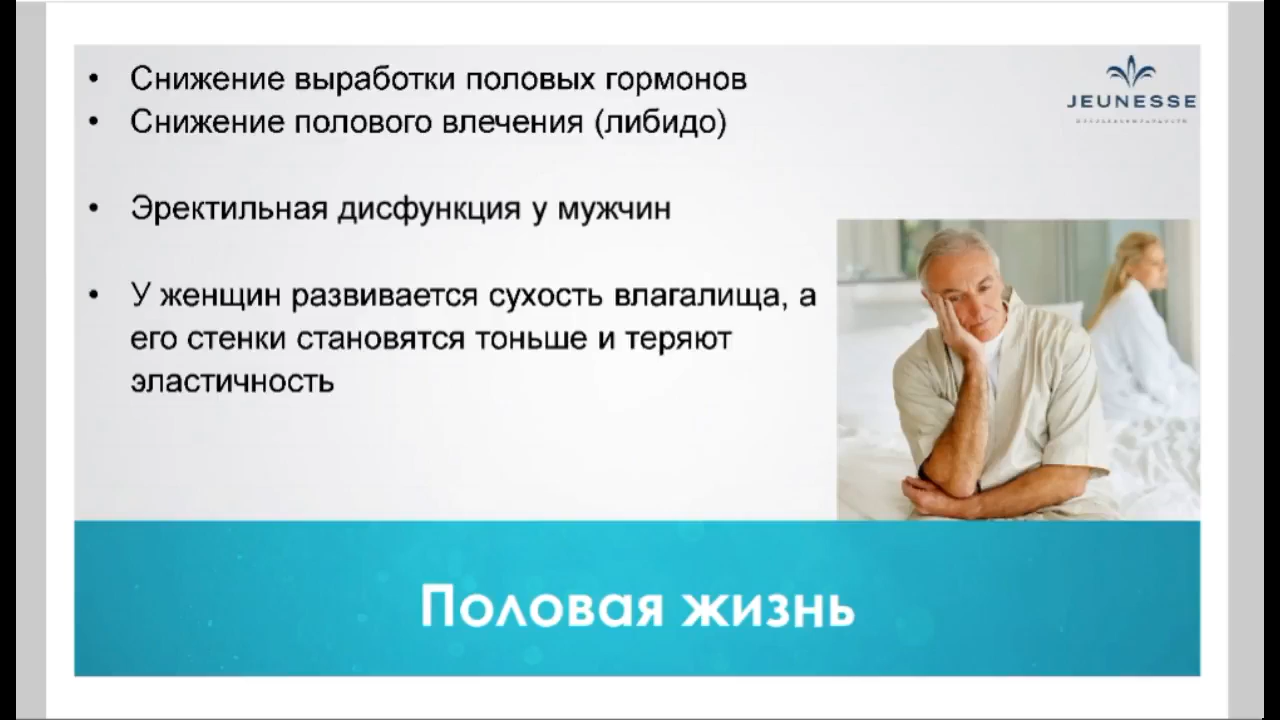 • Снижение выработки половых гормонов
• Снижение полового влечения (либидо)
• Эректильная дисфункция у мужчин
• У женщин развивается сухость влагалища, а
его стенки становятся тоньше и теряют
эластичность
JEUNESSE
Половая жизнь